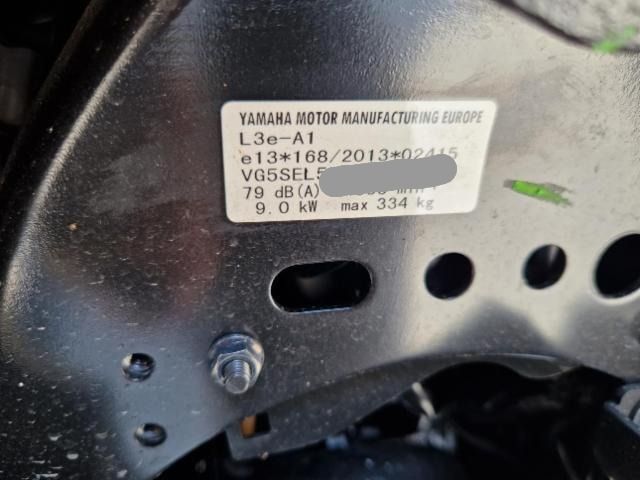 YAMAHA MOTOR MANUFACTURING EUROPE
L3e-A1
e13*168/2013*02415
VG5SEL5
79 dB(A)
9.0 kW max 334 kg